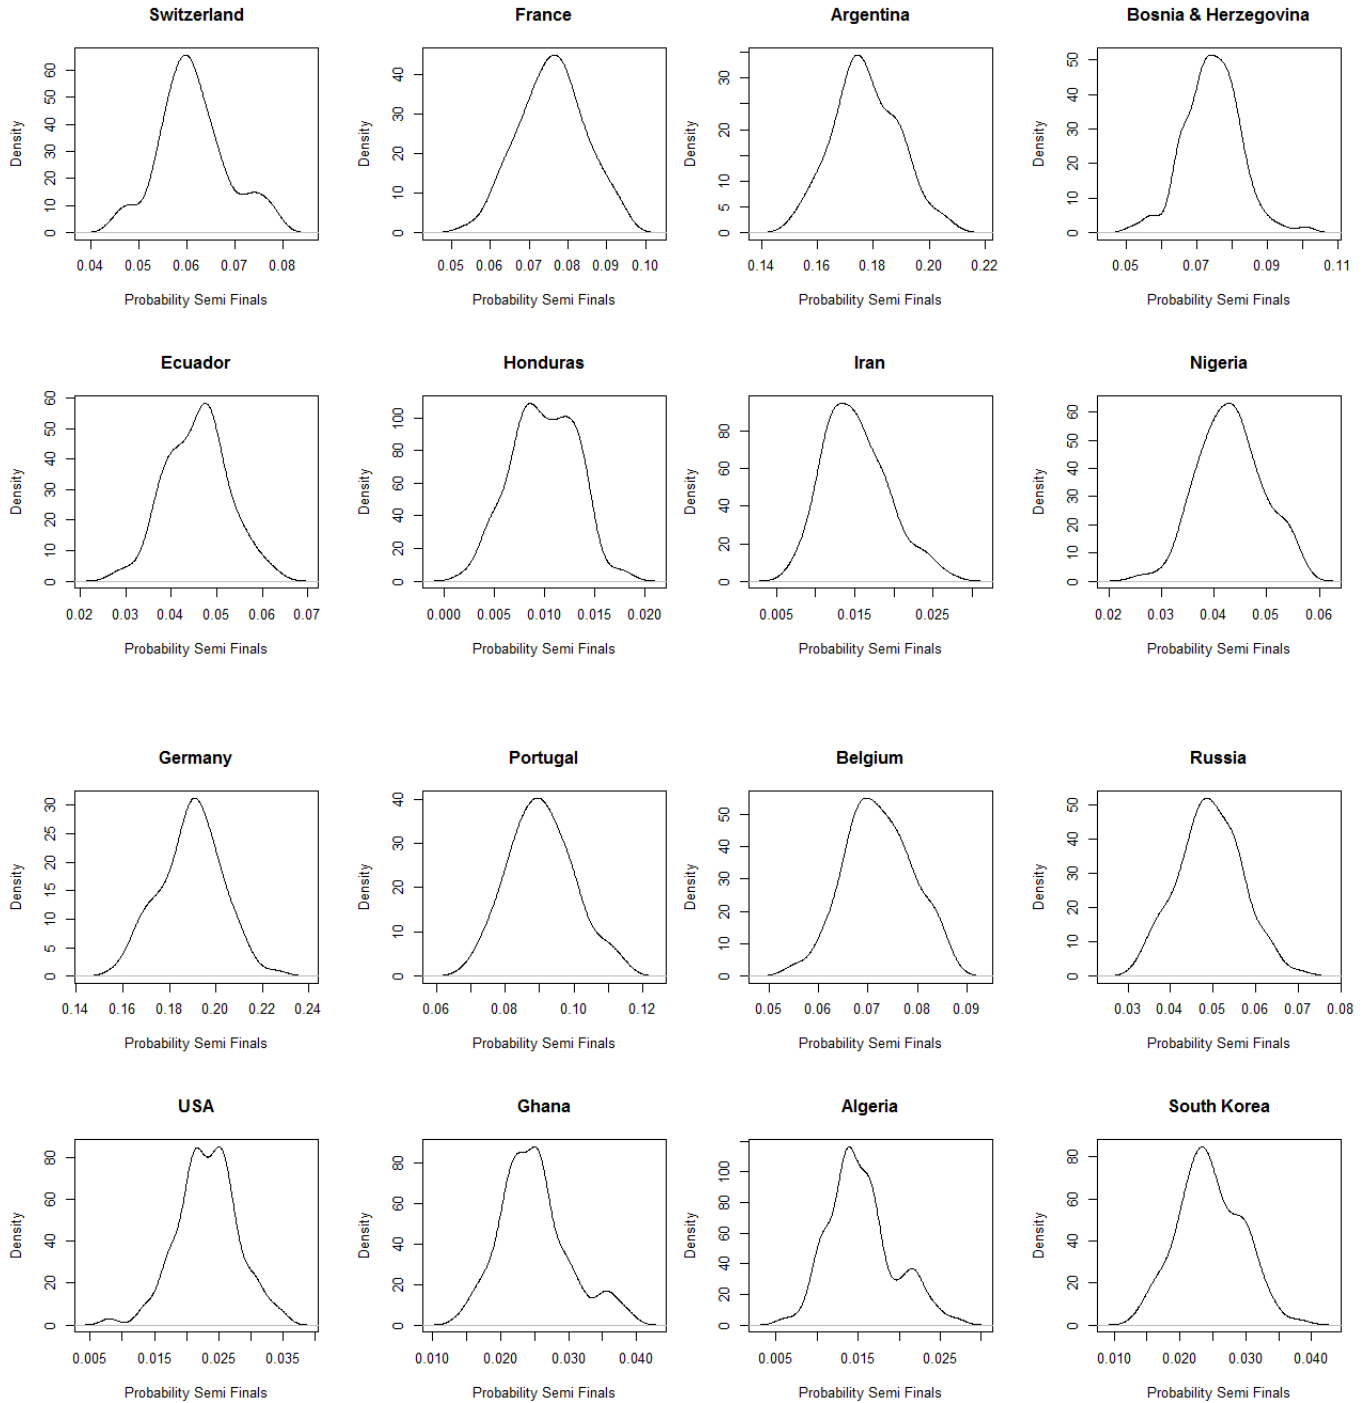 Switzerland
Density
0 10 20 30 40 50 60
0.04 0.05 0.06 0.07 0.08
Probability Semi Finals
France
Density
0 10 20 30 40
0.05 0.06 0.07 0.08 0.09 0.10
Probability Semi Finals
Argentina
Density
0 5 10 20 30
0.14 0.16 0.18 0.20 0.22
Probability Semi Finals
Bosnia & Herzegovina
Density
0 10 20 30 40 50
0.05 0.07 0.09 0.11
Probability Semi Finals
Ecuador
Density
0 10 20 30 40 50 60
0.02 0.03 0.04 0.05 0.06 0.07
Probability Semi Finals
Honduras
Density
0 20 40 60 80 100
0.000 0.005 0.010 0.015 0.020
Probability Semi Finals
Iran
Density
0 20 40 60 80
0.005 0.015 0.025
Probability Semi Finals
Nigeria
Density
0 10 20 30 40 50 60
0.02 0.03 0.04 0.05 0.06
Probability Semi Finals
Germany
Density
0 5 10 15 20 25 30
0.14 0.16 0.18 0.20 0.22 0.24
Probability Semi Finals
Portugal
Density
0 10 20 30 40
0.06 0.08 0.10 0.12
Probability Semi Finals
Belgium
Density
0 10 20 30 40 50
0.05 0.06 0.07 0.08 0.09
Probability Semi Finals
Russia
Density
0 10 20 30 40 50
0.03 0.04 0.05 0.06 0.07 0.08
Probability Semi Finals
USA
Density
0 20 40 60 80
0.005 0.015 0.025 0.035
Probability Semi Finals
Ghana
Density
0 20 40 60 80
0.010 0.020 0.030 0.040
Probability Semi Finals
Algeria
Density
0 20 40 60 80 100
0.005 0.015 0.025
Probability Semi Finals
South Korea
Density
0 20 40 60 80
0.010 0.020 0.030 0.040
Probability Semi Finals